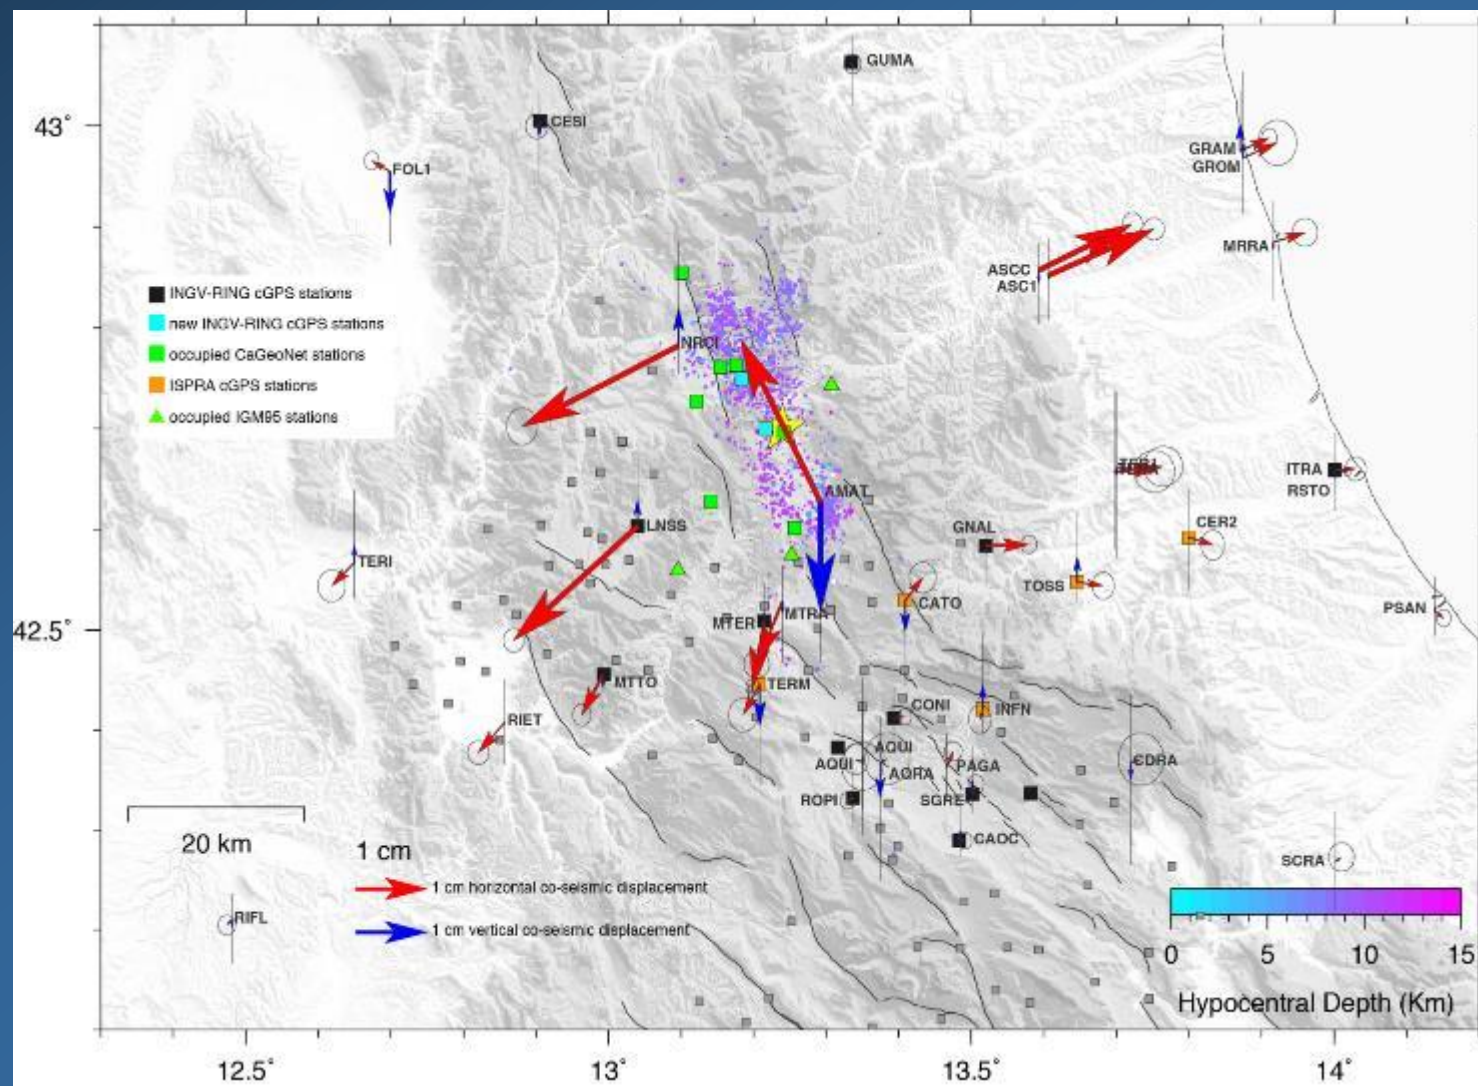 GUMA
43°
CESI
GRAM
GROM
FOL1
MRRA
ASCC
ASC1
INGV-RING cGPS stations
new INGV-RING cGPS stations
occupied CaGeoNet stations
ISPRA cGPS stations
occupied IGM95 stations
NRCI
ITRA
RSTO
AMAT
LNSS
GNAL
CER2
TERI
TOSS
CATO
PSAN
42.5°
MTER
MTRA
MTTO
TERM
RIET
CONI
INFN
AQUI
AQUI
AQRA
PAGA
CDRA
ROPI
SGRE
CAOC
20 km
1 cm
SCRA
1 cm horizontal co-seismic displacement
RIFL
1 cm vertical co-seismic displacement
0 5 10 15
Hypocentral Depth (Km)
12.5° 13° 13.5° 14°